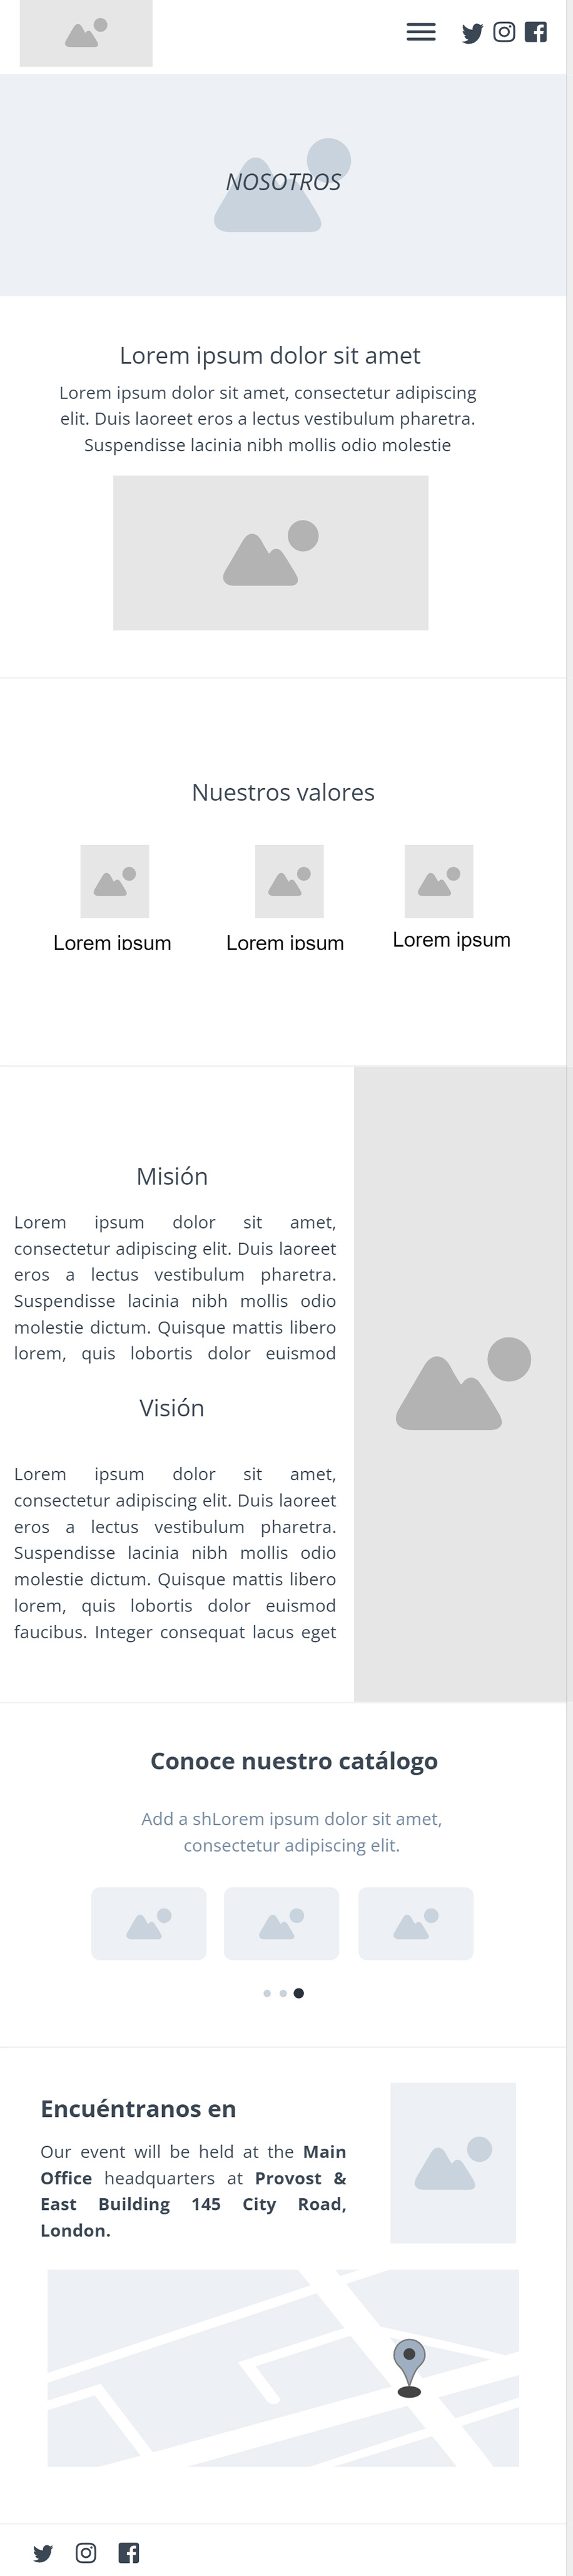 NOSOTROS
Lorem ipsum dolor sit amet
Lorem ipsum dolor sit amet, consectetur adipiscing
elit. Duis laoreet eros a lectus vestibulum pharetra.
Suspendisse lacinia nibh mollis odio molestie
Nuestros valores
Lorem ipsum Lorem ipsum Lorem ipsum
Misión
Lorem ipsum dolor sit amet,
consectetur adipiscing elit. Duis laoreet
eros a lectus vestibulum pharetra.
Suspendisse lacinia nibh mollis odio
molestie dictum. Quisque mattis libero
lorem, quis lobortis dolor euismod
Visión
Lorem ipsum dolor sit amet,
consectetur adipiscing elit. Duis laoreet
eros a lectus vestibulum pharetra.
Suspendisse lacinia nibh mollis odio
molestie dictum. Quisque mattis libero
lorem, quis lobortis dolor euismod
faucibus. Integer consequat lacus eget
Conoce nuestro catálogo
Add a shLorem ipsum dolor sit amet,
consectetur adipiscing elit.
Encuéntranos en
Our event will be held at the Main
Office headquarters at Provost &
East Building 145 City Road,
London.